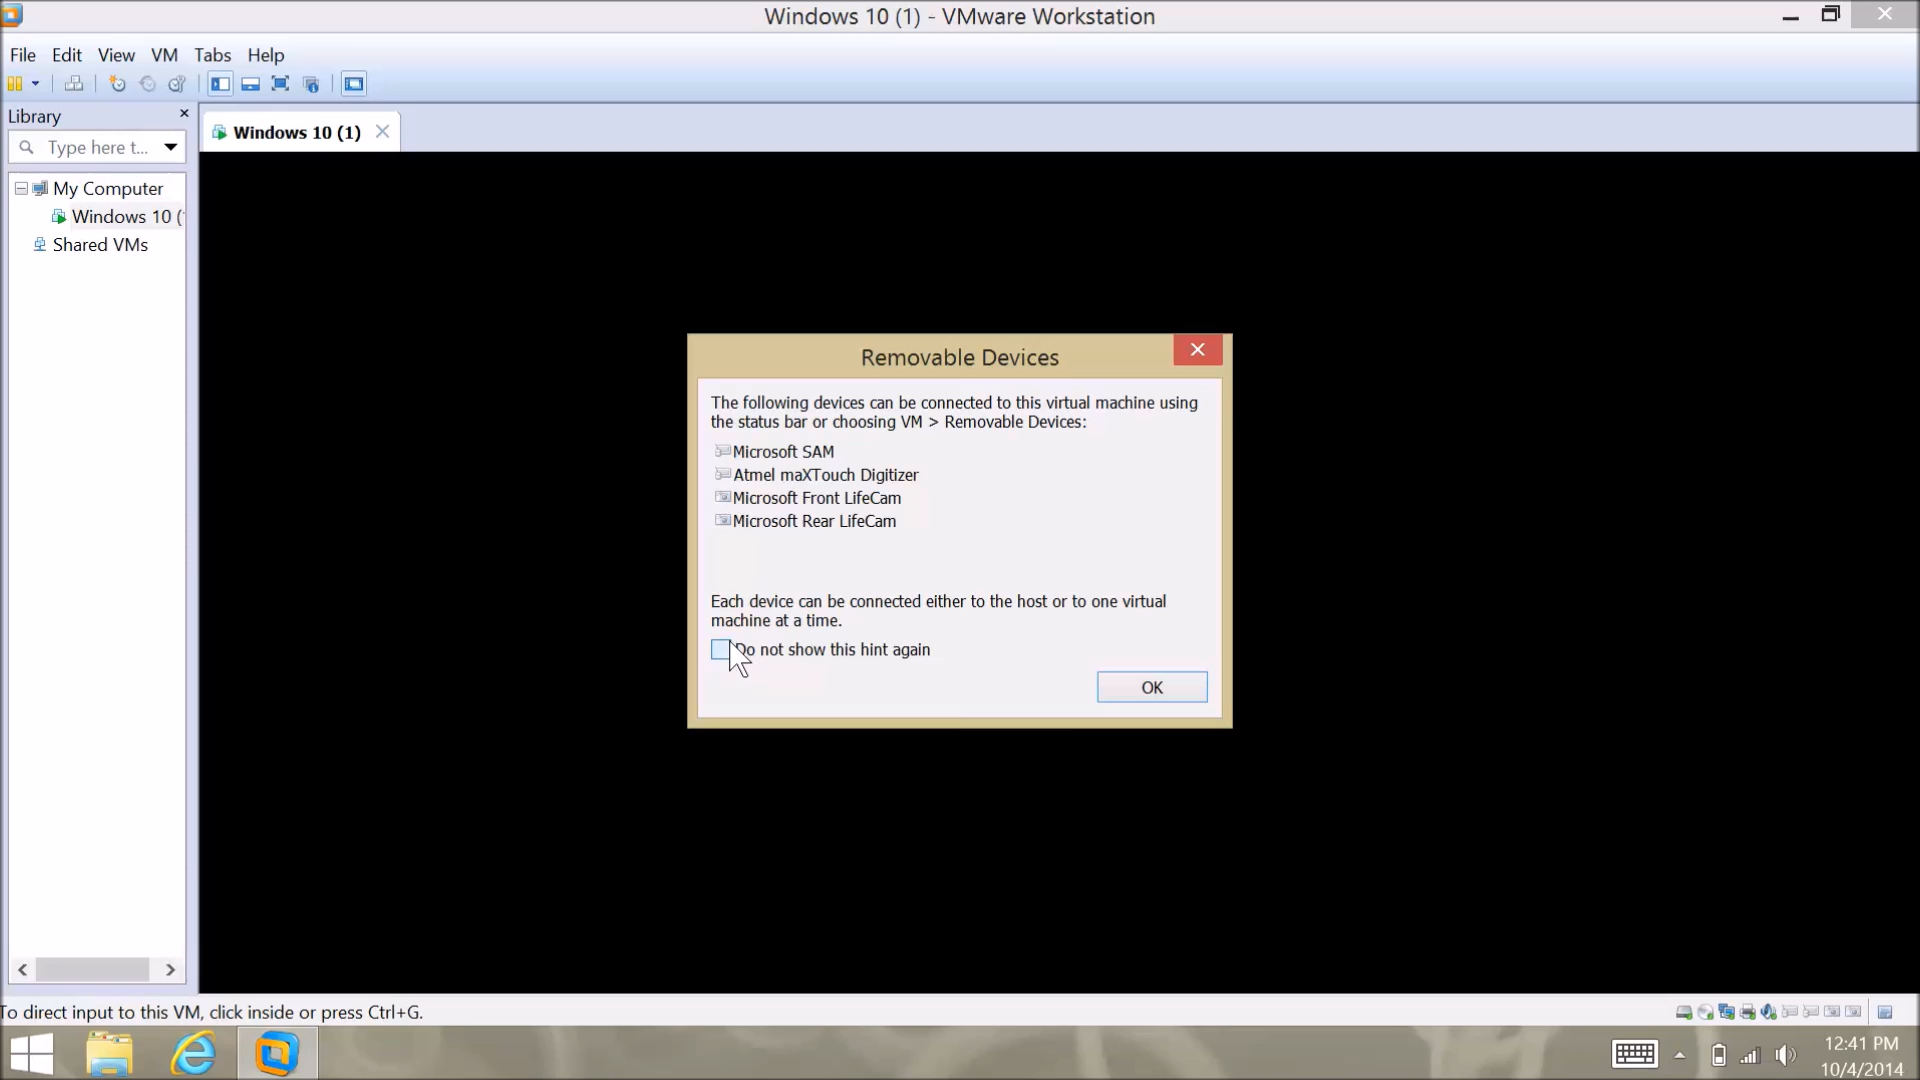 Windows 10 (1) - VMware Workstation
File Edit View VM Tabs Help
Library
Windows 10 (1)
Type here t...
My Computer
Windows 10 (
Shared VMs
Removable Devices
The following devices can be connected to this virtual machine using
the status bar or choosing VM > Removable Devices:
Microsoft SAM
Atmel maXTouch Digitizer
Microsoft Front LifeCam
Microsoft Rear LifeCam
Each device can be connected either to the host or to one virtual
machine at a time.
Do not show this hint again
OK
To direct input to this VM, click inside or press Ctrl+G.
12:41 PM
10/4/2014